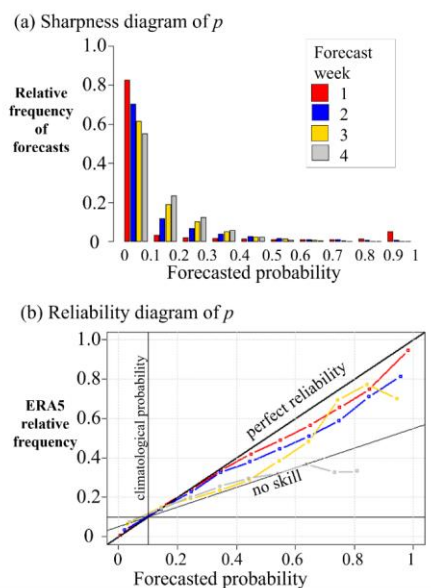 (a) Sharpness diagram of p
1.0
0.8
0.6
0.4
0.2
0
Relative
frequency
of
forecasts
Forecast
week
1
2
3
4
0 0.1 0.2 0.3 0.4 0.5 0.6 0.7 0.8 0.9 1
Forecasted probability
(b) Reliability diagram of p
1.0
0.8
0.6
0.4
0.2
0
ERA5
relative
frequency
climatological probability
perfect reliability
no skill
0 0.2 0.4 0.6 0.8 1.0
Forecasted probability